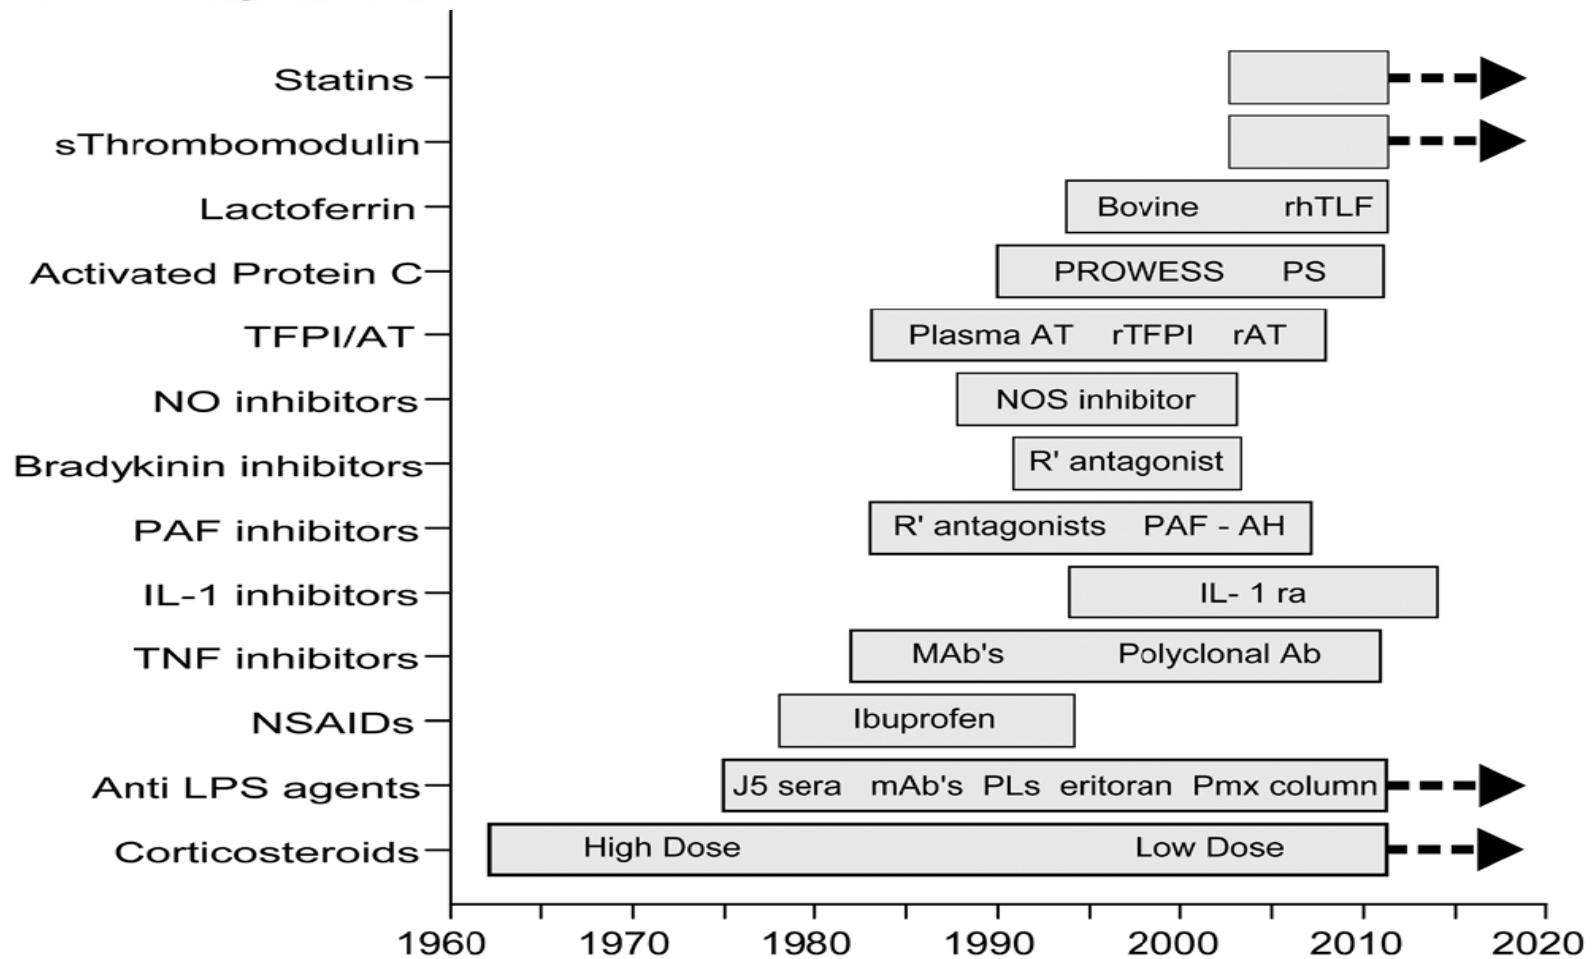 Statins
sThrombomodulin
Lactoferrin Bovine rhTLF
Activated Protein C PROWESS PS
TFPI/AT Plasma AT rTFPI rAT
NO inhibitors NOS inhibitor
Bradykinin inhibitors R' antagonist
PAF inhibitors R' antagonists PAF - AH
IL-1 inhibitors IL- 1 ra
TNF inhibitors MAb's Polyclonal Ab
NSAIDs Ibuprofen
Anti LPS agents J5 sera mAb's PLs eritoran Pmx column
Corticosteroids High Dose Low Dose
1960 1970 1980 1990 2000 2010 2020